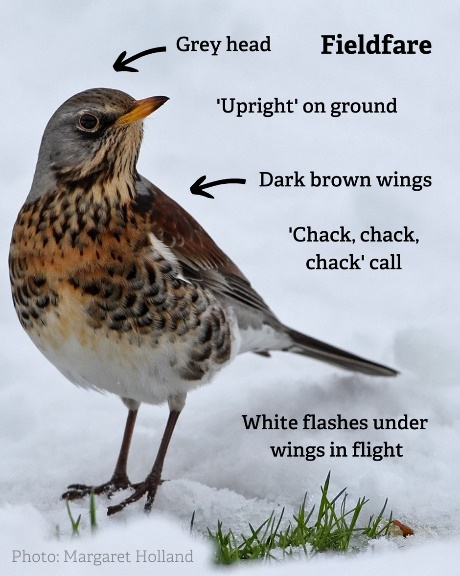 Grey head
Fieldfare
'Upright' on ground
Dark brown wings
'Chack, chack,
chack' call
White flashes under
wings in flight
Photo: Margaret Holland